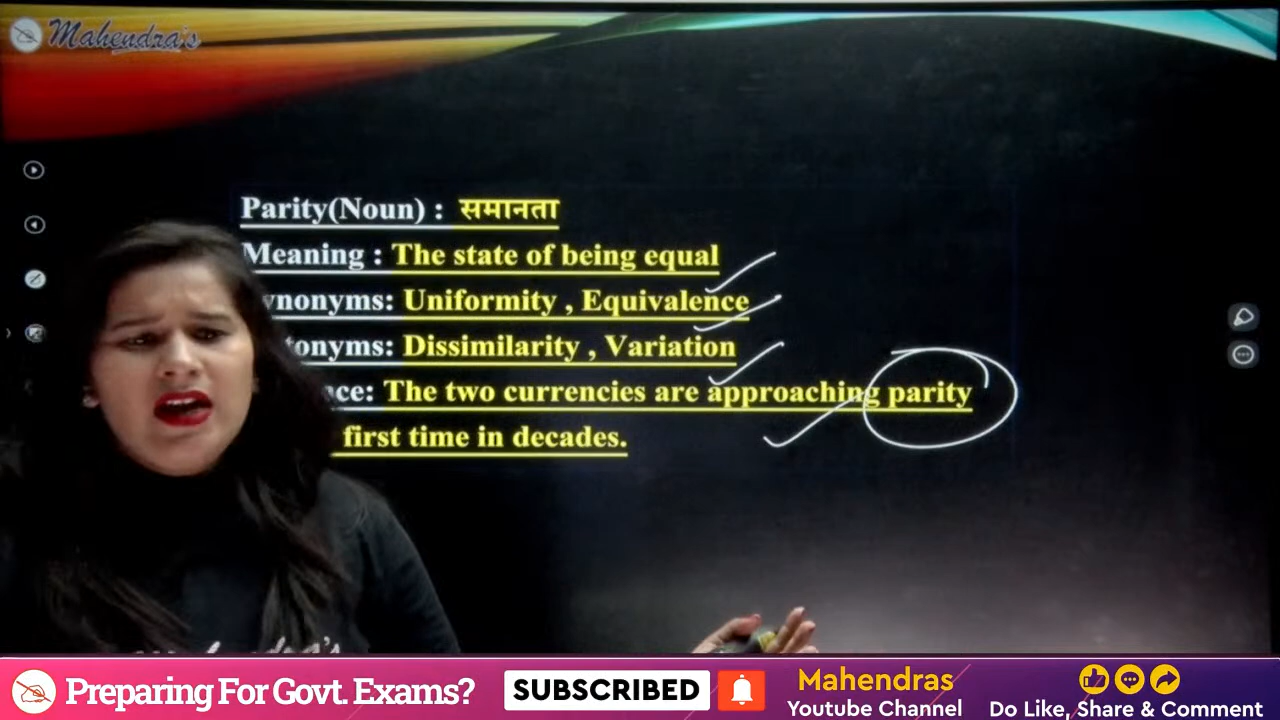 Mahendra's
Parity(Noun) : समानता
Meaning : The state of being equal
ynonyms: Uniformity , Equivalence
tonyms: Dissimilarity , Variation
ce: The two currencies are approaching parity
first time in decades.
Preparing For Govt. Exams?
SUBSCRIBED
Mahendras
Youtube Channel
Do Like, Share & Comment